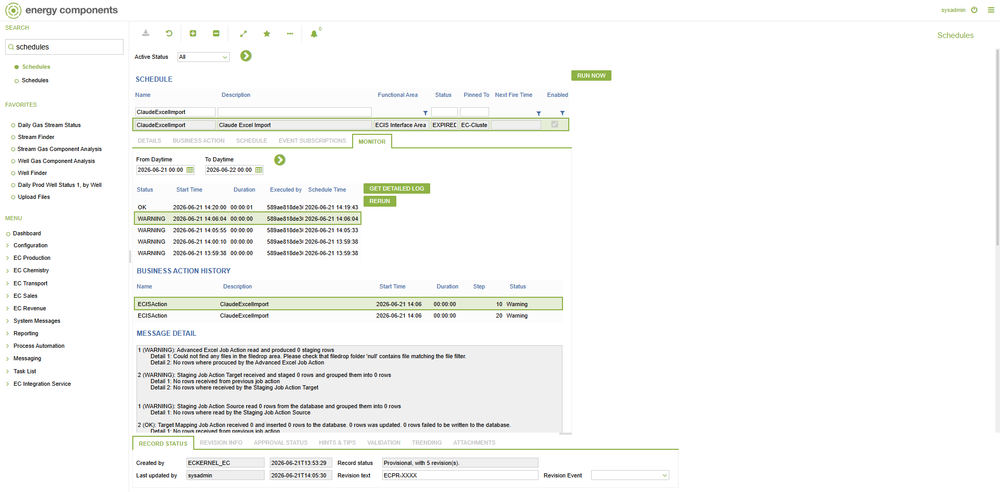 energy components
sysadmin
SEARCH
schedules
Schedules
Schedules
FAVORITES
Daily Gas Stream Status
Stream Finder
Stream Gas Component Analysis
Well Gas Component Analysis
Well Finder
Daily Prod Well Status 1, by Well
Upload Files
MENU
Dashboard
Configuration
EC Production
EC Chemistry
EC Transport
EC Sales
EC Revenue
System Messages
Reporting
Process Automation
Messaging
Task List
EC Integration Service
0
Schedules
Active Status All
SCHEDULE
RUN NOW
Name Description Functional Area Status Pinned To Next Fire Time Enabled
ClaudeExcelImport
ClaudeExcelImport Claude Excel Import ECIS Interface Area EXPIRED EC-Cluste
DETAILS BUSINESS ACTION SCHEDULE EVENT SUBSCRIPTIONS MONITOR
From Daytime To Daytime
2026-06-21 00:00 2026-06-22 00:00
Status Start Time Duration Executed by Schedule Time
GET DETAILED LOG
RERUN
OK 2026-06-21 14:20:00 00:00:01 589ae818de3( 2026-06-21 14:19:43
WARNING 2026-06-21 14:06:04 00:00:00 589ae818de3( 2026-06-21 14:06:04
WARNING 2026-06-21 14:05:55 00:00:00 589ae818de3( 2026-06-21 14:05:33
WARNING 2026-06-21 14:00:10 00:00:00 589ae818de3( 2026-06-21 13:59:38
WARNING 2026-06-21 13:59:38 00:00:00 589ae818de3( 2026-06-21 13:59:38
BUSINESS ACTION HISTORY
Name Description Start Time Duration Step Status
ECISAction ClaudeExcelImport 2026-06-21 14:06 00:00:00 10 Warning
ECISAction ClaudeExcelImport 2026-06-21 14:06 00:00:00 20 Warning
MESSAGE DETAIL
1 (WARNING): Advanced Excel Job Action read and produced 0 staging rows
Detail 1: Could not find any files in the filedrop area. Please check that filedrop folder 'null' contains file matching the file filter.
Detail 2: No rows where procuced by the Advanced Excel Job Action
2 (WARNING): Staging Job Action Target received and staged 0 rows and grouped them into 0 rows
Detail 1: No rows received from previous job action
Detail 2: No rows where received by the Staging Job Action Target
1 (WARNING): Staging Job Action Source read 0 rows from the database and grouped them into 0 rows
Detail 1: No rows where read by the Staging Job Action Source
2 (OK): Target Mapping Job Action received 0 and inserted 0 rows to the database. 0 rows was updated. 0 rows failed to be written to the database.
Detail 1: No rows received from previous job action
RECORD STATUS REVISION INFO APPROVAL STATUS HINTS & TIPS VALIDATION TRENDING ATTACHMENTS
Created by ECKERNEL_EC 2026-06-21T13:53:29 Record status Provisional, with 5 revision(s).
Last updated by sysadmin 2026-06-21T14:05:30 Revision text ECPR-XXXX Revision Event